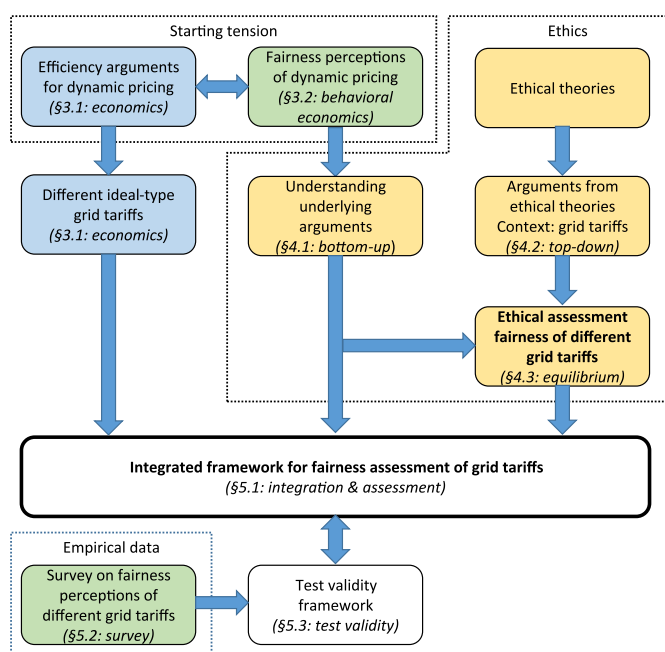 Starting tension
Ethics
Efficiency arguments
for dynamic pricing
(§3.1: economics)
Fairness perceptions
of dynamic pricing
(§3.2: behavioral
economics)
Ethical theories
Different ideal-type
grid tariffs
(§3.1: economics)
Understanding
underlying
arguments
(§4.1: bottom-up)
Arguments from
ethical theories
Context: grid tariffs
(§4.2: top-down)
Ethical assessment
fairness of different
grid tariffs
(§4.3: equilibrium)
Integrated framework for fairness assessment of grid tariffs
(§5.1: integration & assessment)
Empirical data
Survey on fairness
perceptions of
different grid tariffs
(§5.2: survey)
Test validity
framework
(§5.3: test validity)